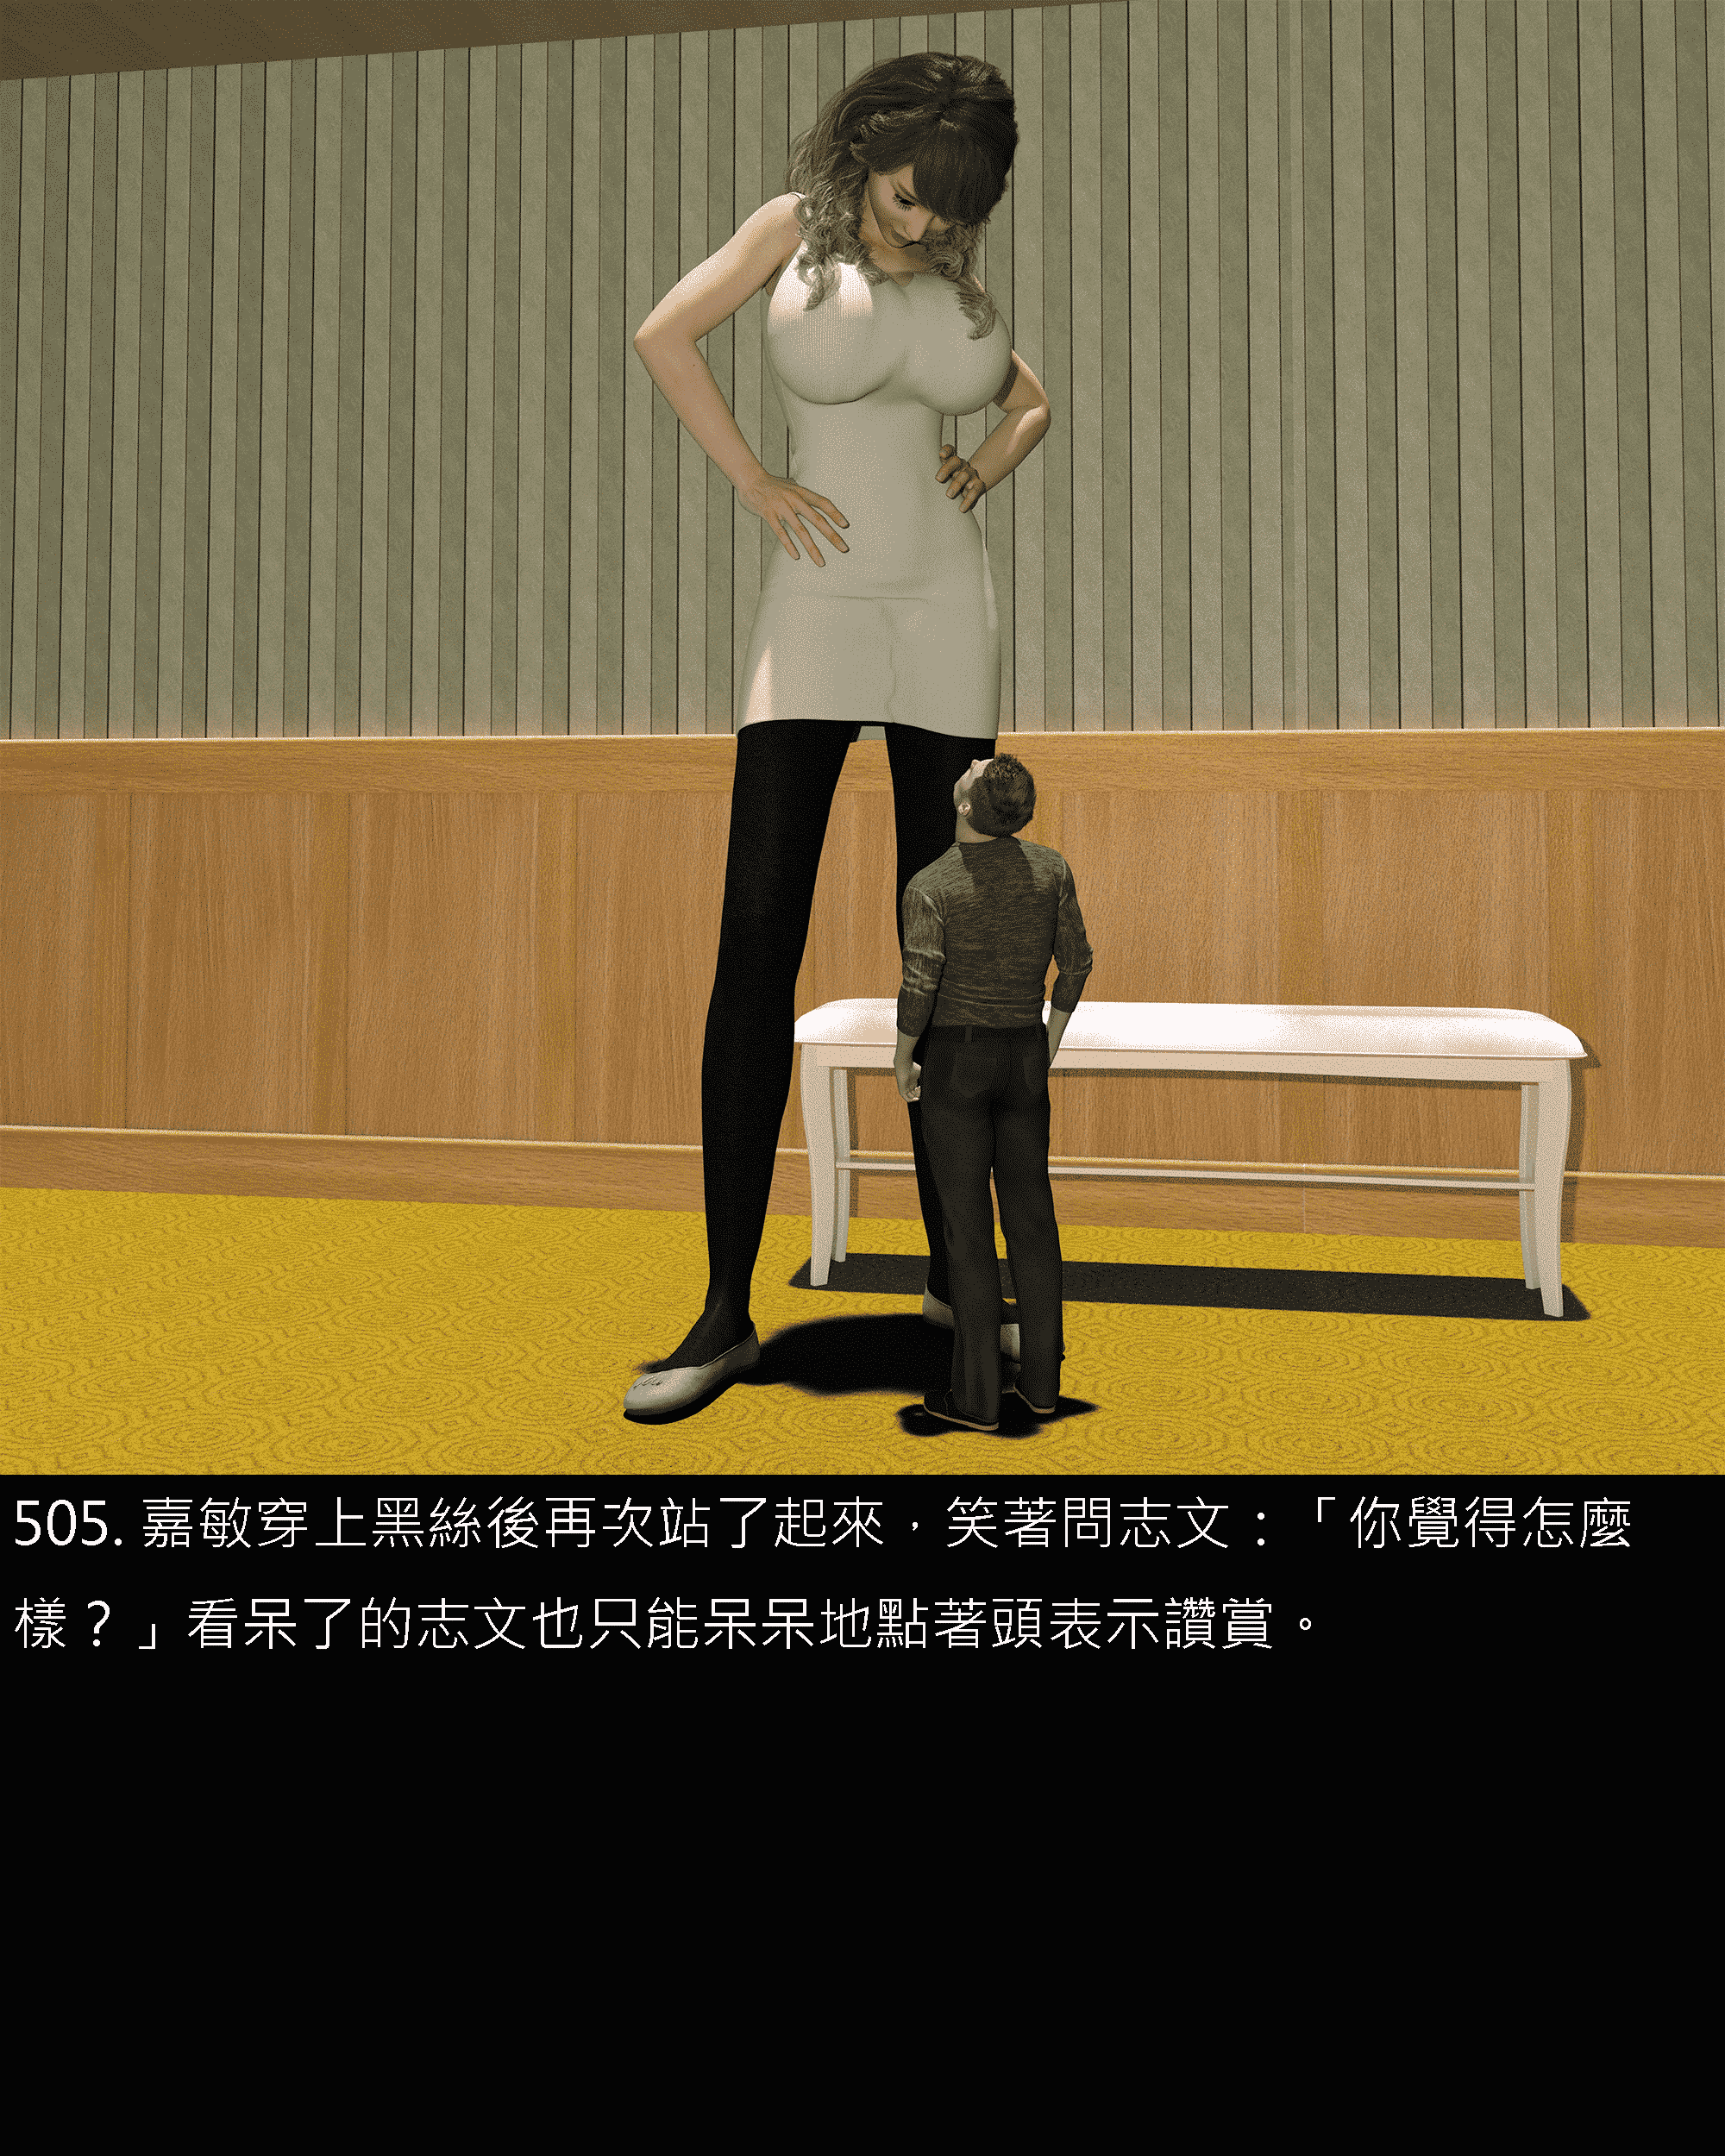 505. 嘉敏穿上黑絲後再次站了起來，笑著問志文：「你覺得怎麼
樣？」看呆了的志文也只能呆呆地點著頭表示讚賞。